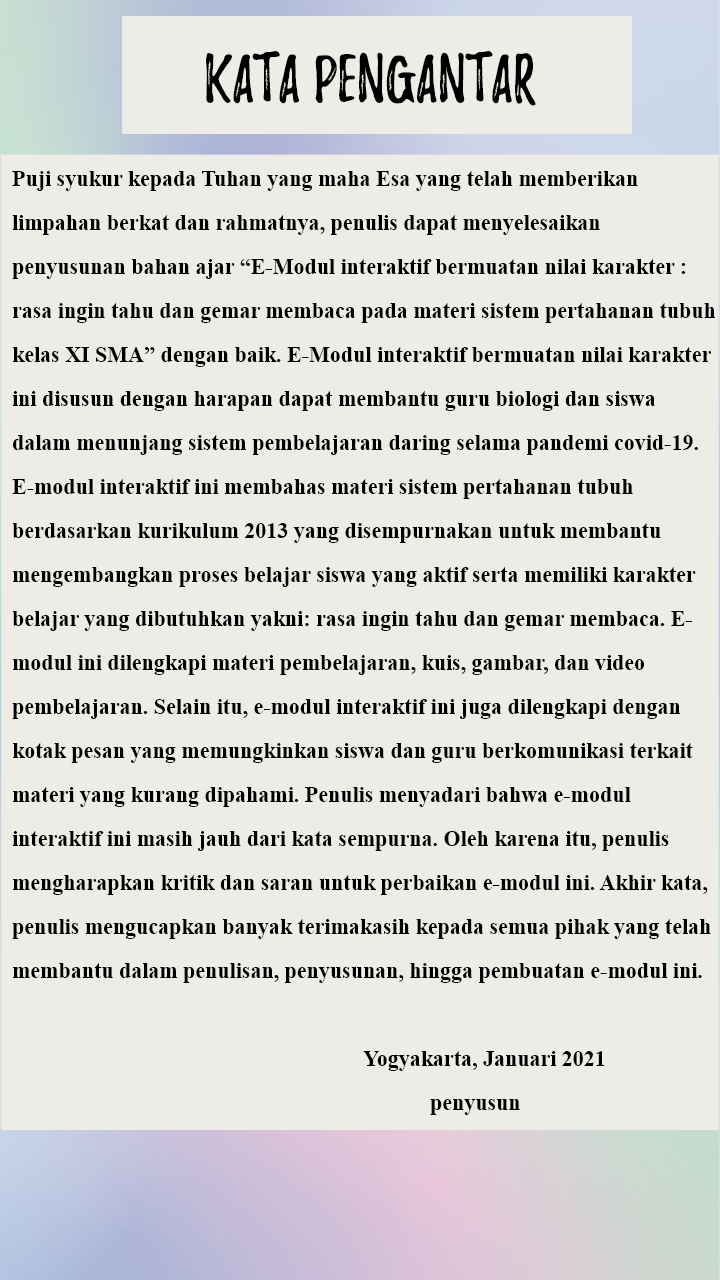 KATA PENGANTAR
Puji syukur kepada Tuhan yang maha Esa yang telah memberikan
limpahan berkat dan rahmatnya, penulis dapat menyelesaikan
penyusunan bahan ajar “E-Modul interaktif bermuatan nilai karakter :
rasa ingin tahu dan gemar membaca pada materi sistem pertahanan tubuh
kelas XI SMA” dengan baik. E-Modul interaktif bermuatan nilai karakter
ini disusun dengan harapan dapat membantu guru biologi dan siswa
dalam menunjang sistem pembelajaran daring selama pandemi covid-19.
E-modul interaktif ini membahas materi sistem pertahanan tubuh
berdasarkan kurikulum 2013 yang disempurnakan untuk membantu
mengembangkan proses belajar siswa yang aktif serta memiliki karakter
belajar yang dibutuhkan yakni: rasa ingin tahu dan gemar membaca. E-
modul ini dilengkapi materi pembelajaran, kuis, gambar, dan video
pembelajaran. Selain itu, e-modul interaktif ini juga dilengkapi dengan
kotak pesan yang memungkinkan siswa dan guru berkomunikasi terkait
materi yang kurang dipahami. Penulis menyadari bahwa e-modul
interaktif ini masih jauh dari kata sempurna. Oleh karena itu, penulis
mengharapkan kritik dan saran untuk perbaikan e-modul ini. Akhir kata,
penulis mengucapkan banyak terimakasih kepada semua pihak yang telah
membantu dalam penulisan, penyusunan, hingga pembuatan e-modul ini.
Yogyakarta, Januari 2021
penyusun